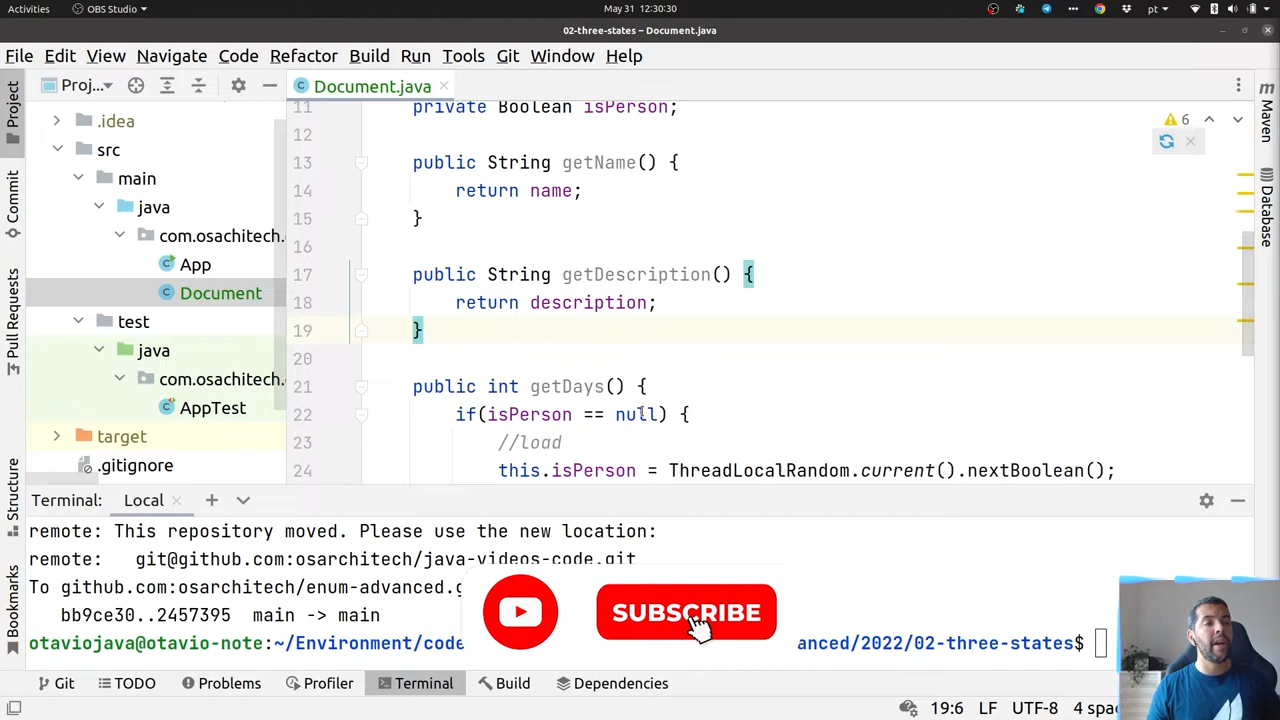 Activities OBS Studio May 31 12:30:30 pt
02-three-states – Document.java
File Edit View Navigate Code Refactor Build Run Tools Git Window Help
Proj... Document.java
Project
Commit
Pull Requests
Structure
Bookmarks
.idea
src
main
java
com.osachitech.
App
Document
test
java
com.osachitech.
AppTest
target
.gitignore
11 private Boolean isPerson;
12
13 public String getName() {
14 return name;
15 }
16
17 public String getDescription() {
18 return description;
19 }
20
21 public int getDays() {
22 if(isPerson == null) {
23 //load
24 this.isPerson = ThreadLocalRandom.current().nextBoolean();
6
m
Maven
Database
Terminal: Local
remote: This repository moved. Please use the new location:
remote: git@github.com:osarchitech/java-videos-code.git
To github.com:osarchitech/enum-advanced.g
bb9ce30..2457395 main -> main
otaviojava@otavio-note:~/Environment/code
anced/2022/02-three-states$
SUBSCRIBE
Git TODO Problems Profiler Terminal Build Dependencies
19:6 LF UTF-8 4 spac